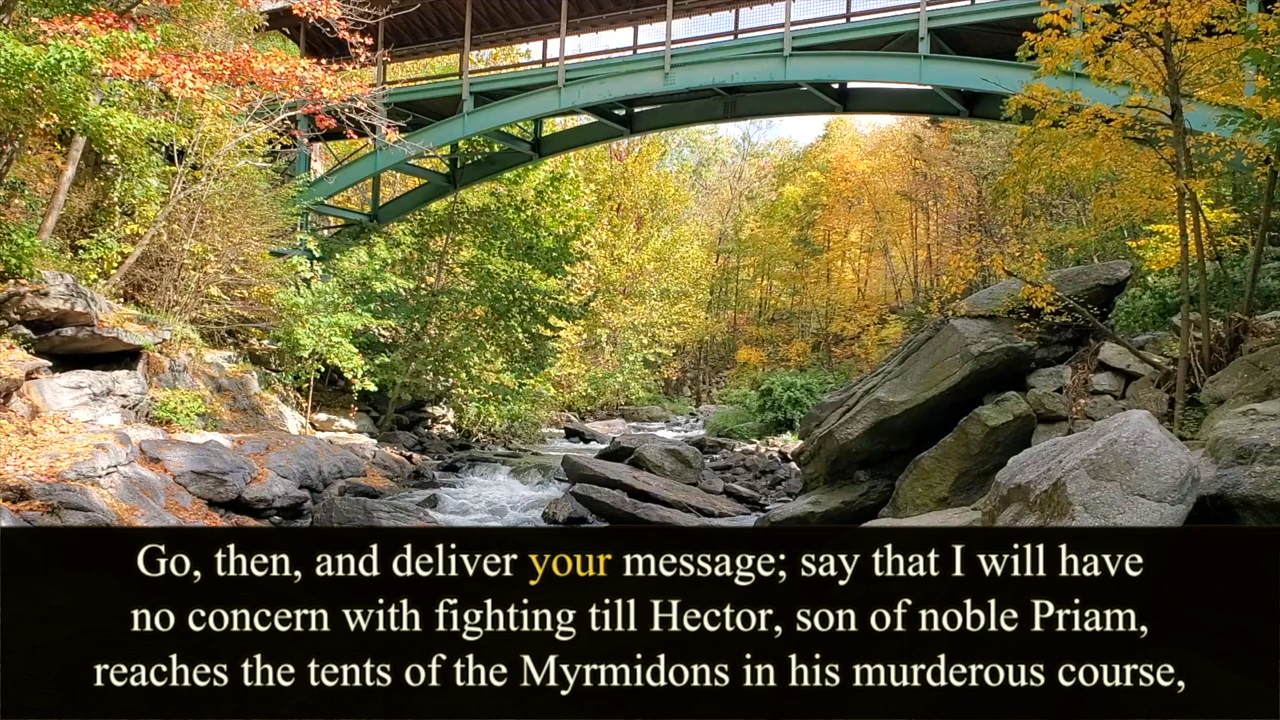 Go, then, and deliver your message; say that I will have
no concern with fighting till Hector, son of noble Priam,
reaches the tents of the Myrmidons in his murderous course,